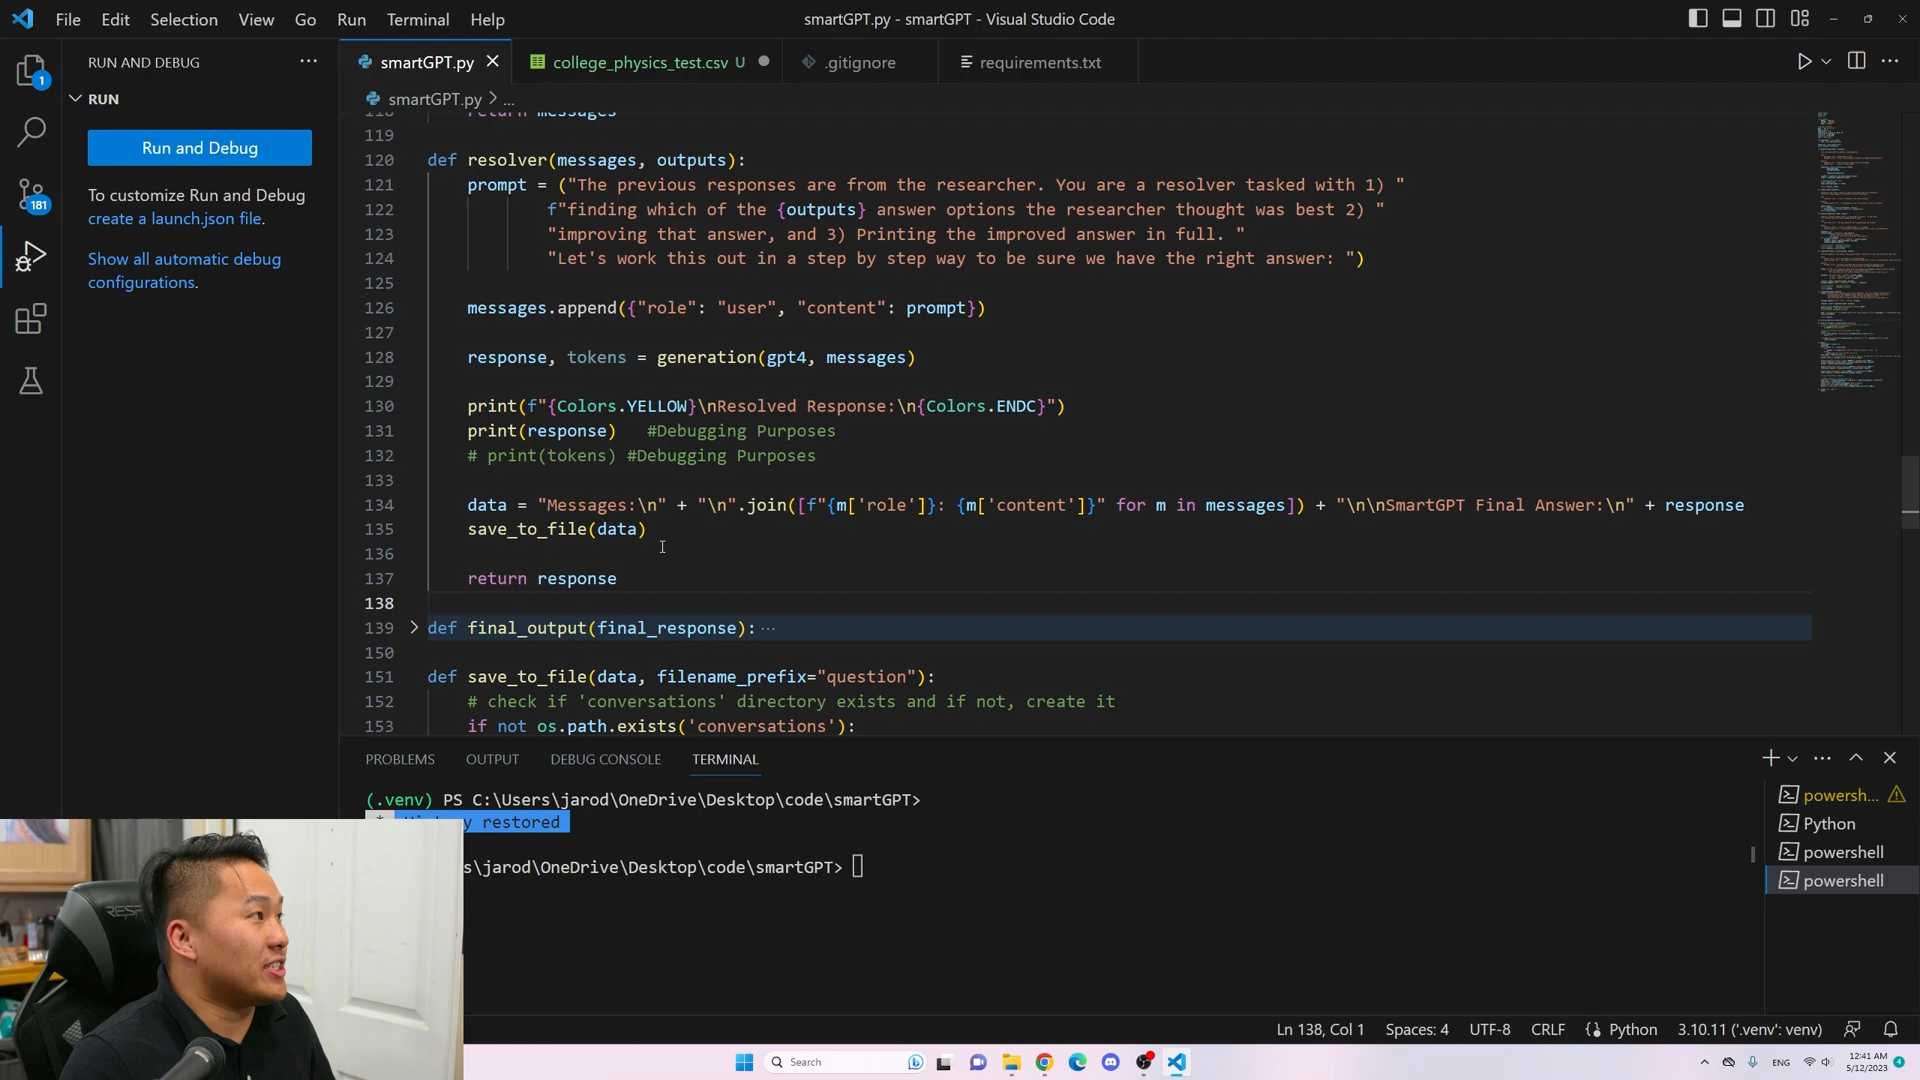 File Edit Selection View Go Run Terminal Help
smartGPT.py - smartGPT - Visual Studio Code
RUN AND DEBUG
RUN
Run and Debug
To customize Run and Debug
create a launch.json file.
Show all automatic debug
configurations.
1
181
smartGPT.py
college_physics_test.csv U
.gitignore
requirements.txt
smartGPT.py > ...
118 return messages
119
120 def resolver(messages, outputs):
121 prompt = ("The previous responses are from the researcher. You are a resolver tasked with 1) "
122 f"finding which of the {outputs} answer options the researcher thought was best 2) "
123 "improving that answer, and 3) Printing the improved answer in full. "
124 "Let's work this out in a step by step way to be sure we have the right answer: ")
125
126 messages.append({"role": "user", "content": prompt})
127
128 response, tokens = generation(gpt4, messages)
129
130 print(f"{Colors.YELLOW}\nResolved Response:\n{Colors.ENDC}")
131 print(response) #Debugging Purposes
132 # print(tokens) #Debugging Purposes
133
134 data = "Messages:\n" + "\n".join([f"{m['role']}: {m['content']}" for m in messages]) + "\n\nSmartGPT Final Answer:\n" + response
135 save_to_file(data)
136
137 return response
138
139 def final_output(final_response): ...
150
151 def save_to_file(data, filename_prefix="question"):
152 # check if 'conversations' directory exists and if not, create it
153 if not os.path.exists('conversations'):
PROBLEMS OUTPUT DEBUG CONSOLE TERMINAL
(.venv) PS C:\Users\jarod\OneDrive\Desktop\code\smartGPT>
* restored
s\jarod\OneDrive\Desktop\code\smartGPT>
powersh...
Python
powershell
powershell
Ln 138, Col 1 Spaces: 4 UTF-8 CRLF Python 3.10.11 ('.venv': venv)
Search
ENG
12:41 AM
5/12/2023
4